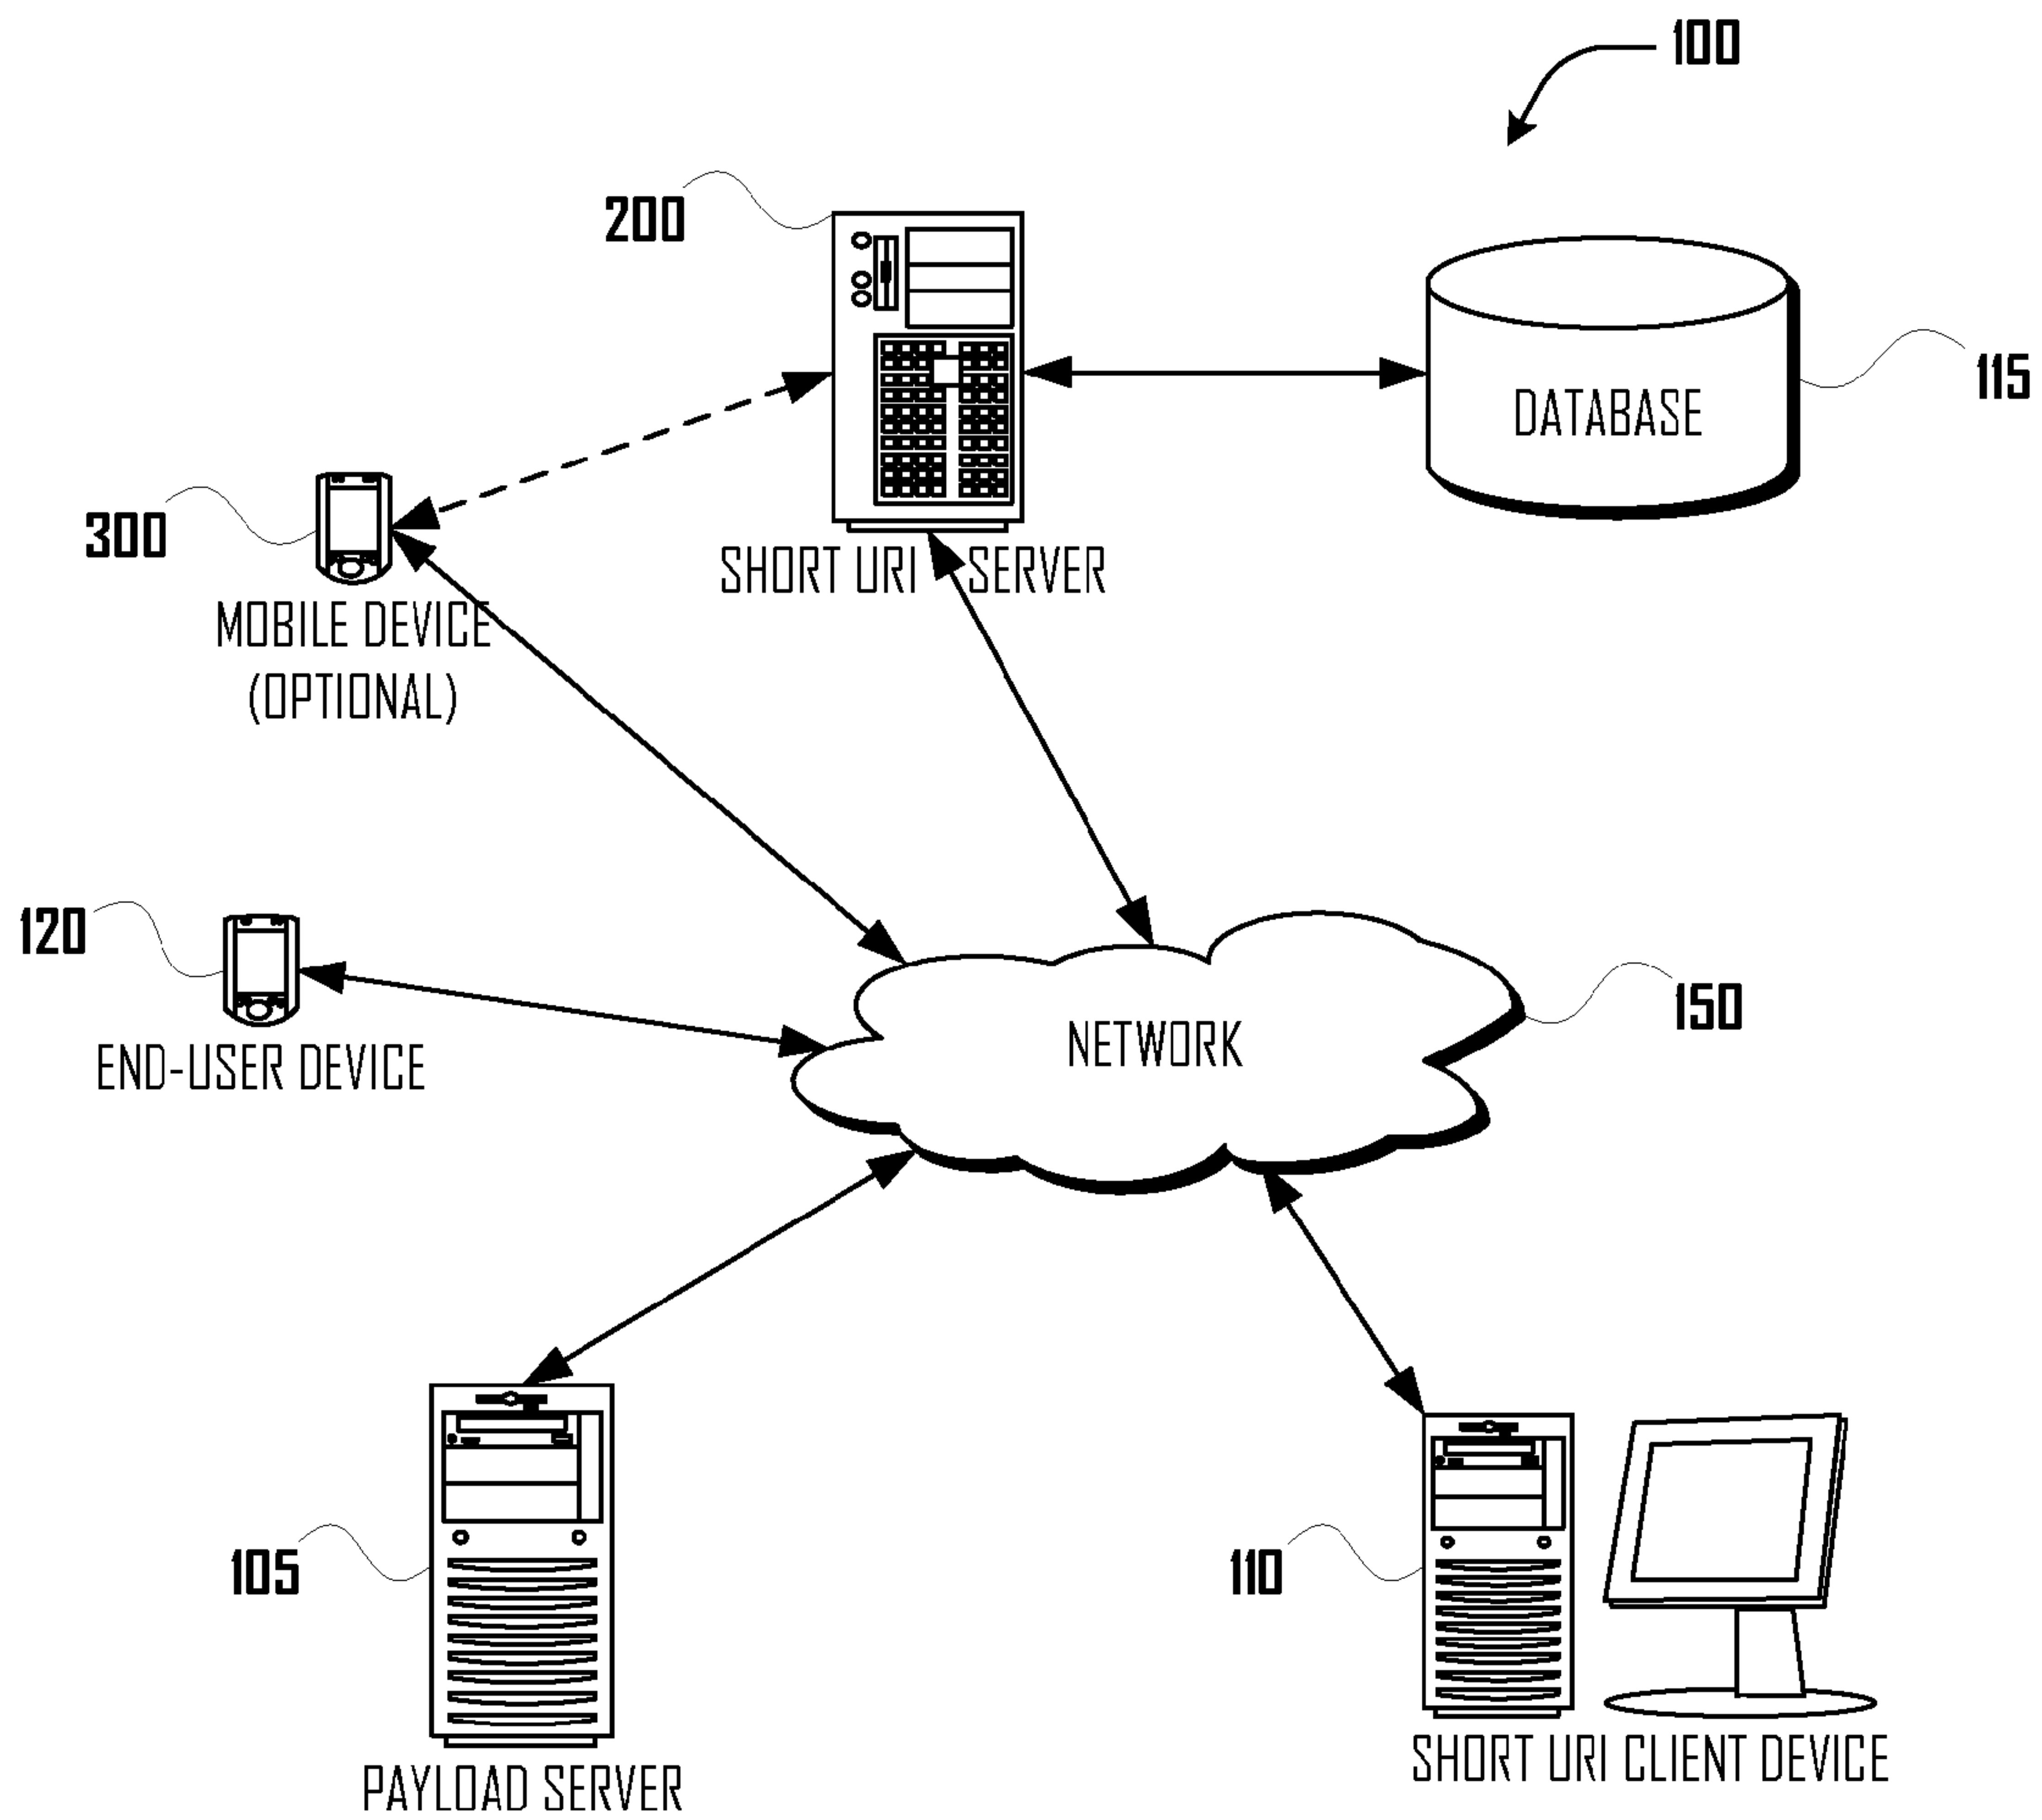 100
200
115
DATABASE
300
SHORT URI SERVER
MOBILE DEVICE
(OPTIONAL)
120
150
NETWORK
END-USER DEVICE
105
110
SHORT URI CLIENT DEVICE
PAYLOAD SERVER